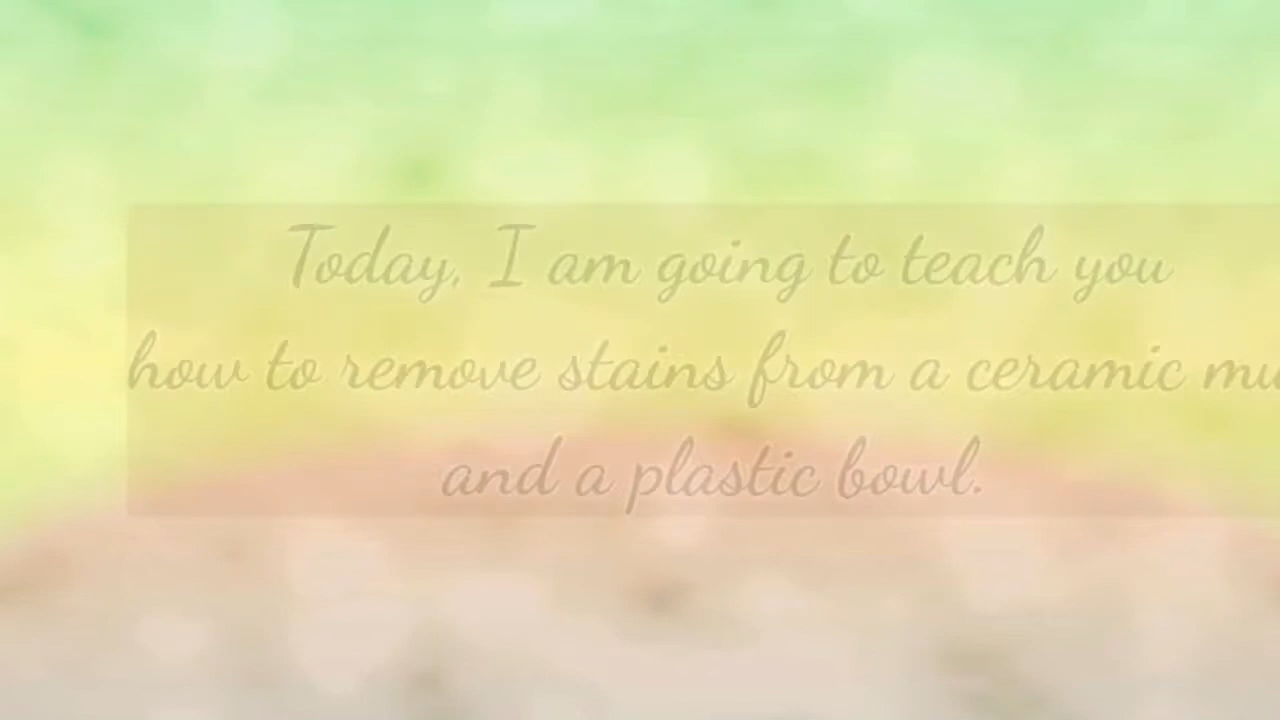 Today, I am going to teach you
how to remove stains from a ceramic mu
and a plastic bowl.